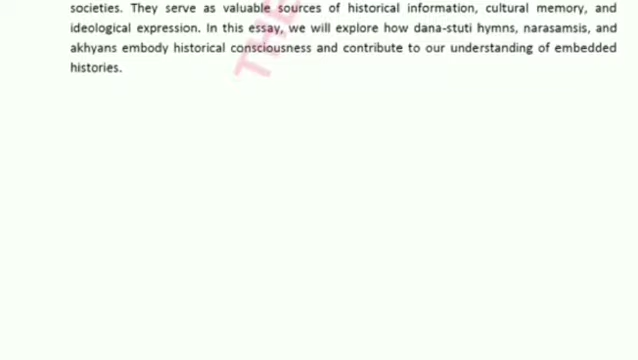 societies. They serve as valuable sources of historical information, cultural memory, and
ideological expression. In this essay, we will explore how dana-stuti hymns, narasamsis, and
akhyans embody historical consciousness and contribute to our understanding of embedded
histories.
THE